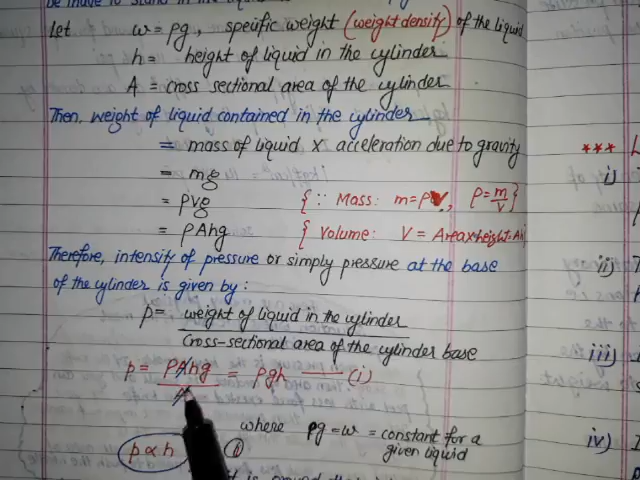 Let w = ρg, specific weight (weight density) of the liquid
h = height of liquid in the cylinder
A = cross sectional area of the cylinder
Then, weight of liquid contained in the cylinder
= mass of liquid × acceleration due to gravity
= mg
= ρvg {∵ Mass: m = ρV, ρ = m/V}
= ρAhg { Volume: V = Area×height = Ah
Therefore, intensity of pressure or simply pressure at the base
of the cylinder is given by:
p = weight of liquid in the cylinder
cross-sectional area of the cylinder base
p = ρAhg/A = ρgh —— (i)
where ρg = w = constant for a
given liquid
p ∝ h
***
i)
ii)
iii)
iv)